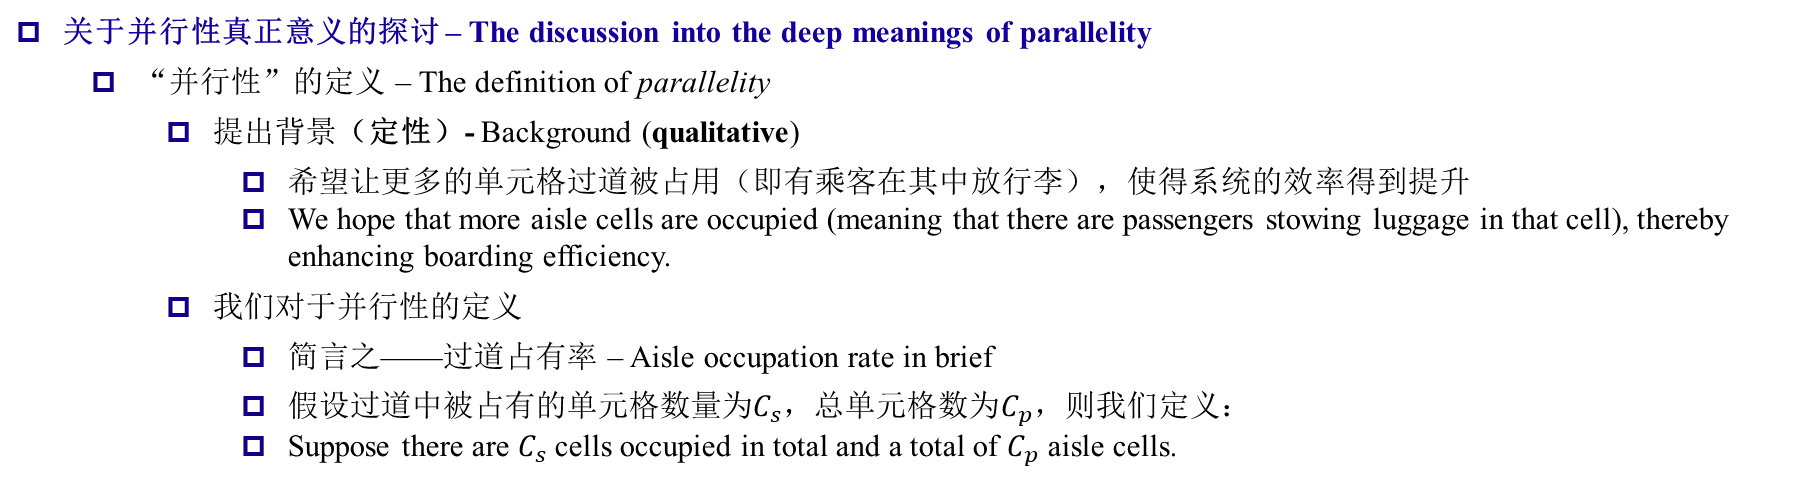 关于并行性真正意义的探讨 – The discussion into the deep meanings of parallelity
“并行性”的定义 – The definition of parallelity
提出背景（定性）- Background (qualitative)
希望让更多的单元格过道被占用（即有乘客在其中放行李），使得系统的效率得到提升
We hope that more aisle cells are occupied (meaning that there are passengers stowing luggage in that cell), thereby
enhancing boarding efficiency.
我们对于并行性的定义
简言之——过道占有率 – Aisle occupation rate in brief
假设过道中被占有的单元格数量为𝐶𝑠，总单元格数为𝐶𝑝，则我们定义：
Suppose there are 𝐶𝑠 cells occupied in total and a total of 𝐶𝑝 aisle cells.